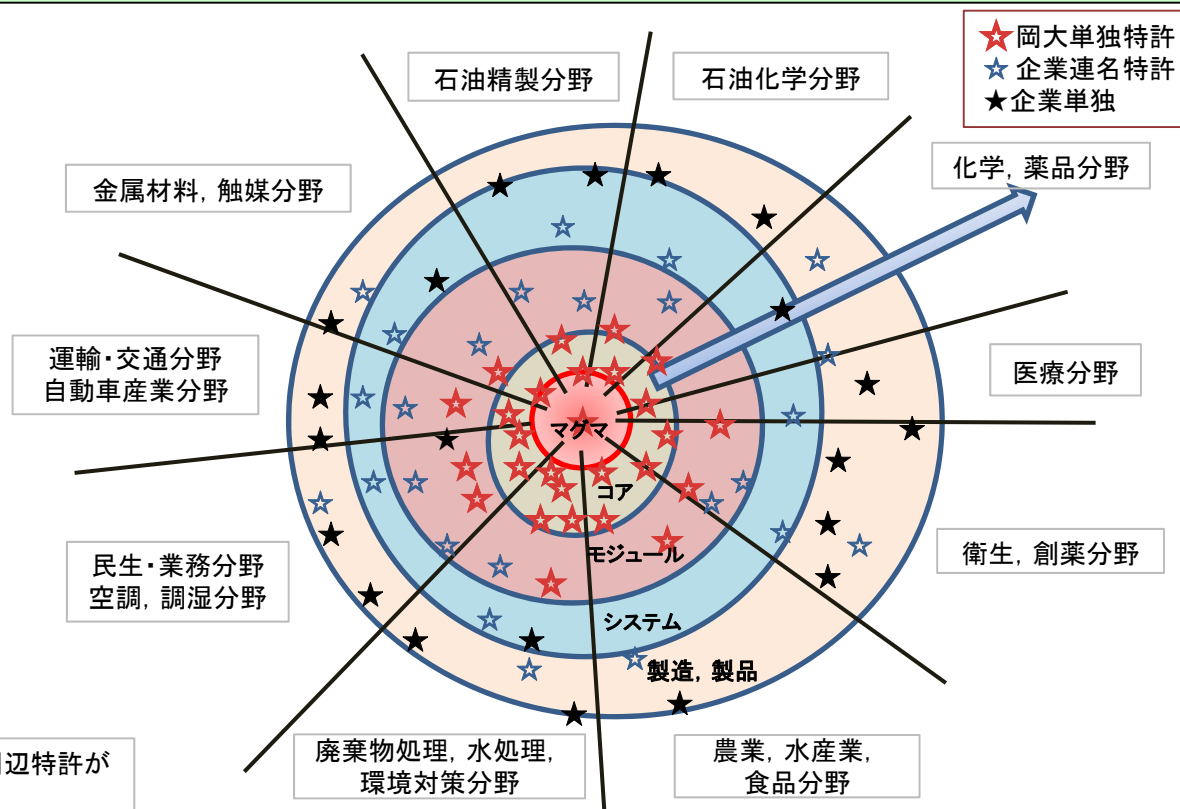 石油精製分野
石油化学分野
岡大単独特許
企業連名特許
企業単独
化学, 薬品分野
金属材料, 触媒分野
運輸・交通分野
自動車産業分野
医療分野
マグマ
コア
モジュール
システム
製造, 製品
民生・業務分野
空調, 調湿分野
衛生, 創薬分野
辺特許が
廃棄物処理, 水処理,
環境対策分野
農業, 水産業,
食品分野